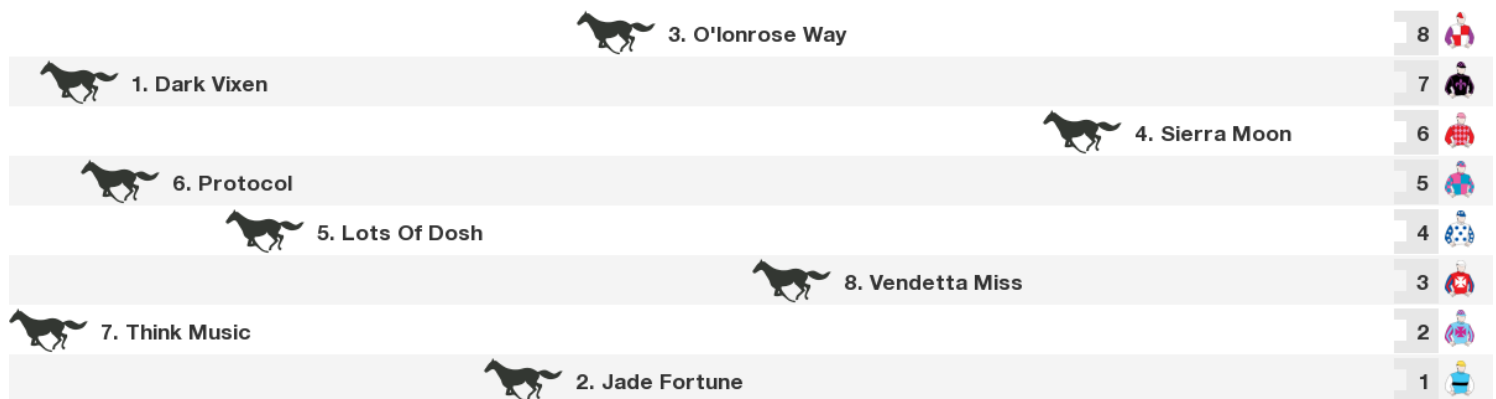 3. O'lonrose Way 8
1. Dark Vixen 7
4. Sierra Moon 6
6. Protocol 5
5. Lots Of Dosh 4
8. Vendetta Miss 3
7. Think Music 2
2. Jade Fortune 1